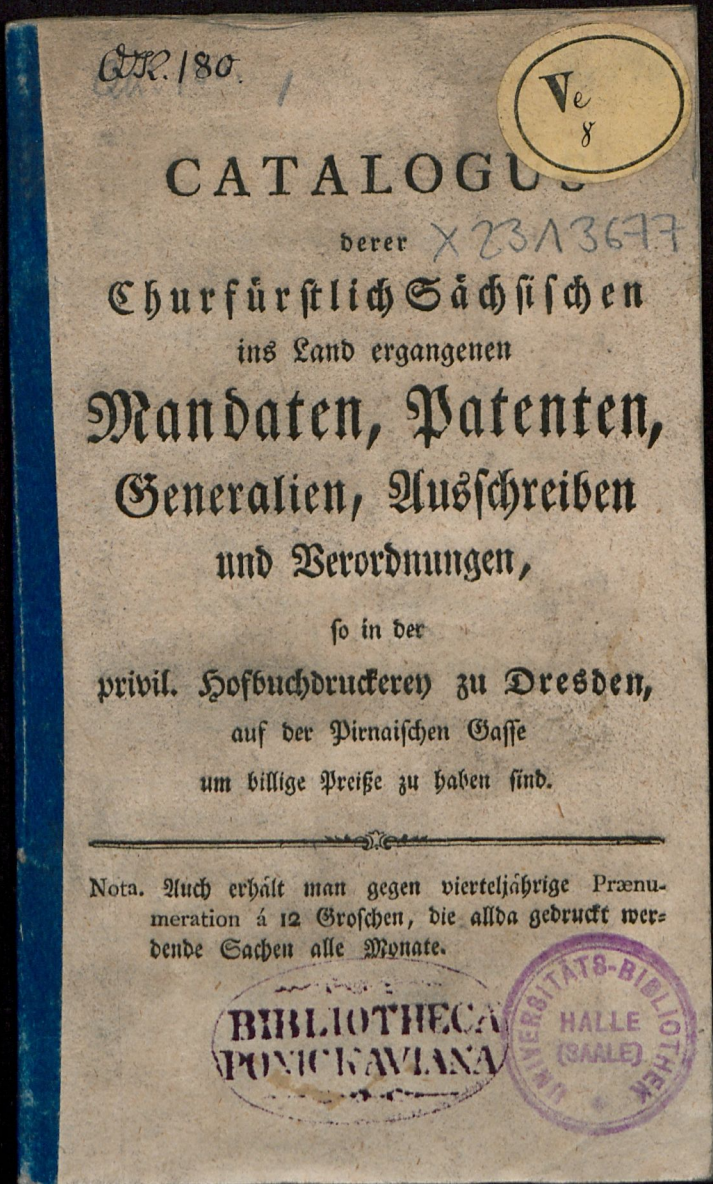 QK. 180.
Ve
8
CATALOGUS
derer
X 2313677
Churfürstlich Sächsischen
ins Land ergangenen
Mandaten, Patenten,
Generalien, Ausschreiben
und Verordnungen,
so in der
privil. Hofbuchdruckerey zu Dresden,
auf der Pirnaischen Gasse
um billige Preiße zu haben sind.
Nota. Auch erhält man gegen vierteljährige Prænu-
meration á 12 Groschen, die allda gedruckt wer-
dende Sachen alle Monate.
BIBLIOTHECA
PONICKAVIANA
UNIVERSITÄTS-BIBLIOTHEK
HALLE
(SAALE)